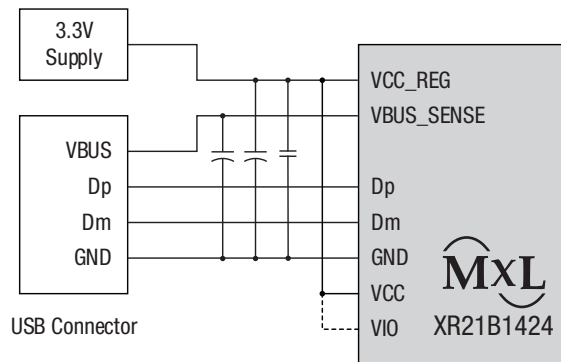 3.3V
Supply
VBUS
Dp
Dm
GND
USB Connector
VCC_REG
VBUS_SENSE
Dp
Dm
GND
VCC
VIO
MxL
XR21B1424